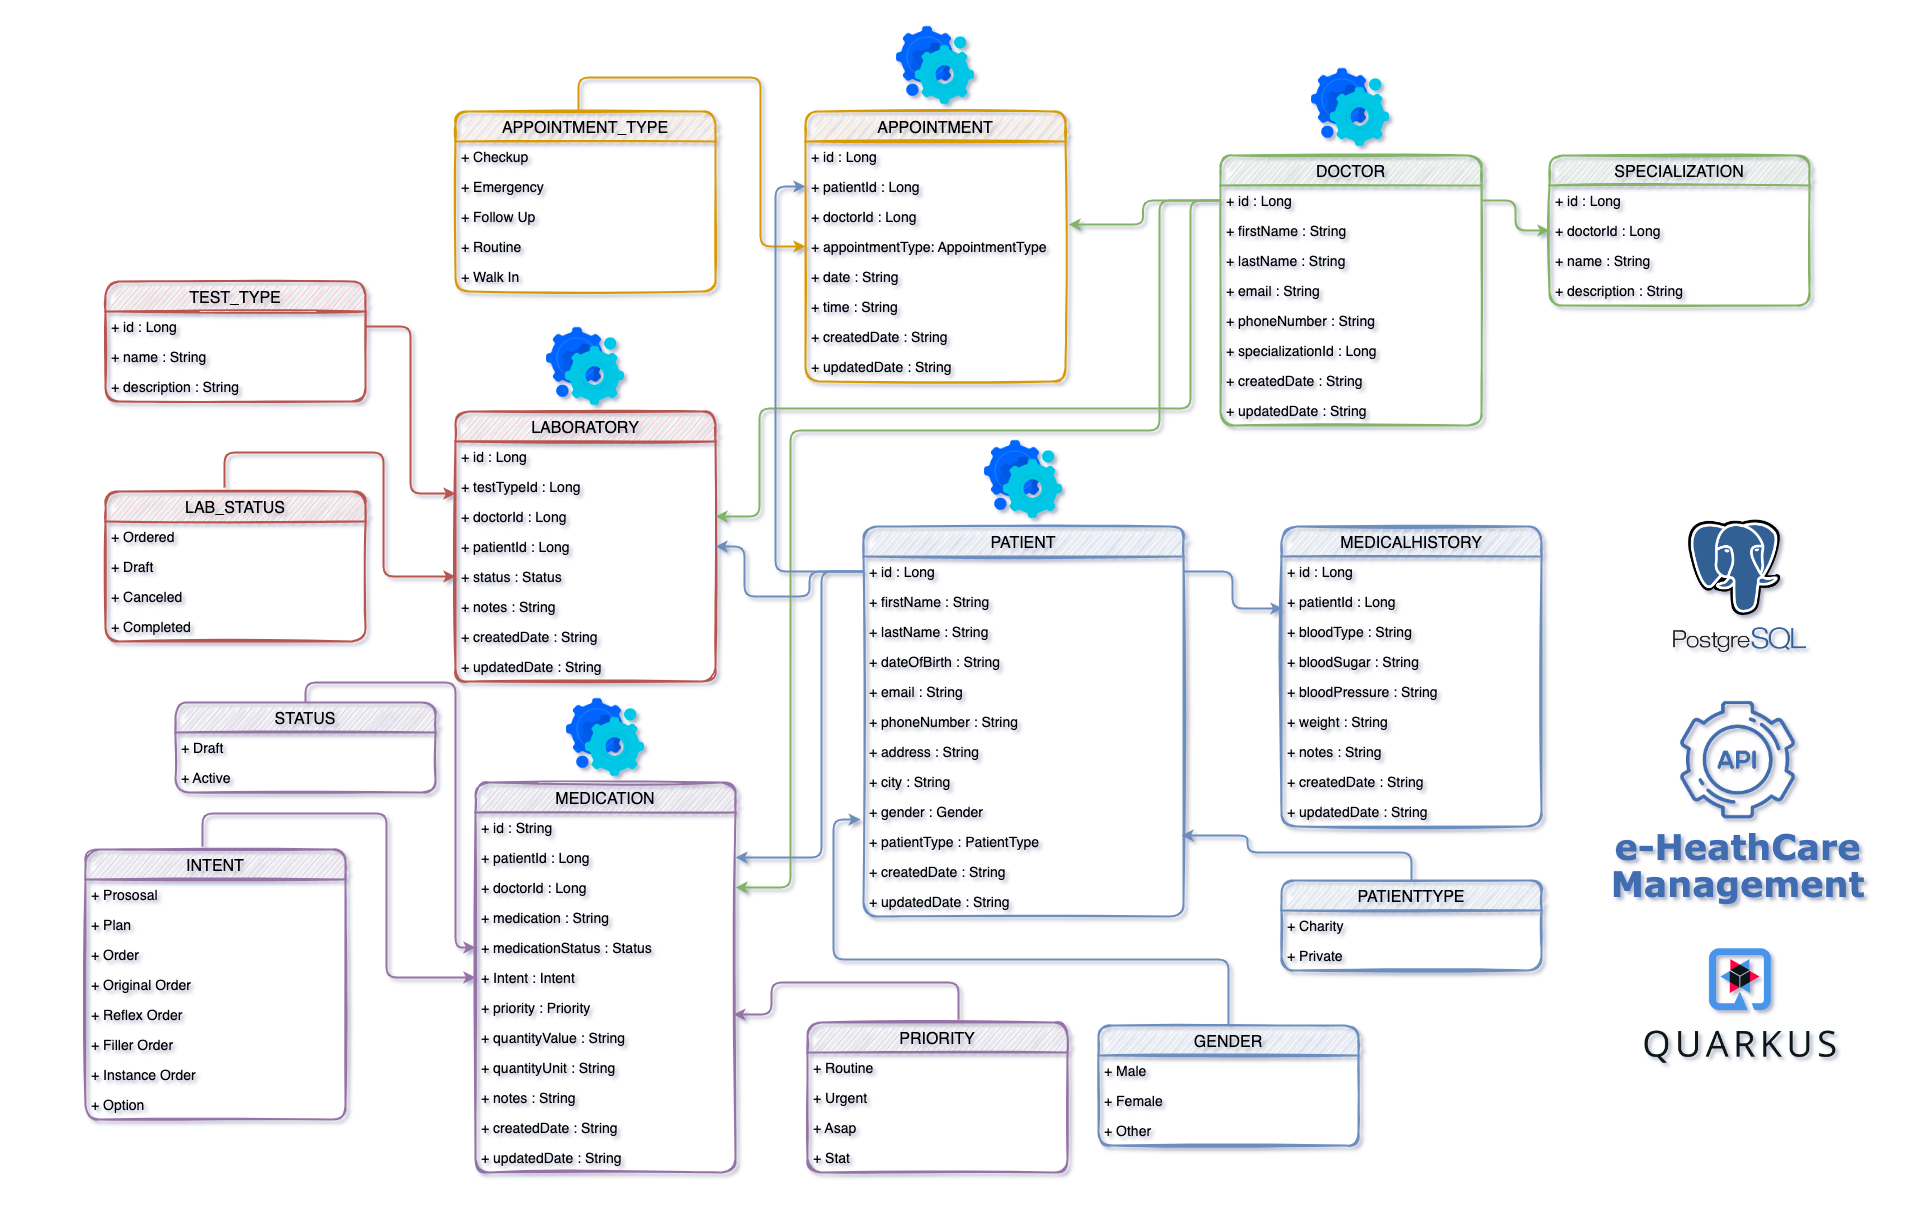 APPOINTMENT_TYPE
+ Checkup
+ Emergency
+ Follow Up
+ Routine
+ Walk In
APPOINTMENT
+ id : Long
+ patientId : Long
+ doctorId : Long
+ appointmentType: AppointmentType
+ date : String
+ time : String
+ createdDate : String
+ updatedDate : String
DOCTOR
+ id : Long
+ firstName : String
+ lastName : String
+ email : String
+ phoneNumber : String
+ specializationId : Long
+ createdDate : String
+ updatedDate : String
SPECIALIZATION
+ id : Long
+ doctorId : Long
+ name : String
+ description : String
TEST_TYPE
+ id : Long
+ name : String
+ description : String
LABORATORY
+ id : Long
+ testTypeId : Long
+ doctorId : Long
+ patientId : Long
+ status : Status
+ notes : String
+ createdDate : String
+ updatedDate : String
LAB_STATUS
+ Ordered
+ Draft
+ Canceled
+ Completed
PATIENT
+ id : Long
+ firstName : String
+ lastName : String
+ dateOfBirth : String
+ email : String
+ phoneNumber : String
+ address : String
+ city : String
+ gender : Gender
+ patientType : PatientType
+ createdDate : String
+ updatedDate : String
MEDICALHISTORY
+ id : Long
+ patientId : Long
+ bloodType : String
+ bloodSugar : String
+ bloodPressure : String
+ weight : String
+ notes : String
+ createdDate : String
+ updatedDate : String
STATUS
+ Draft
+ Active
MEDICATION
+ id : String
+ patientId : Long
+ doctorId : Long
+ medication : String
+ medicationStatus : Status
+ Intent : Intent
+ priority : Priority
+ quantityValue : String
+ quantityUnit : String
+ notes : String
+ createdDate : String
+ updatedDate : String
INTENT
+ Prososal
+ Plan
+ Order
+ Original Order
+ Reflex Order
+ Filler Order
+ Instance Order
+ Option
PRIORITY
+ Routine
+ Urgent
+ Asap
+ Stat
GENDER
+ Male
+ Female
+ Other
PATIENTTYPE
+ Charity
+ Private
PostgreSQL
API
e-HeathCare
Management
QUARKUS